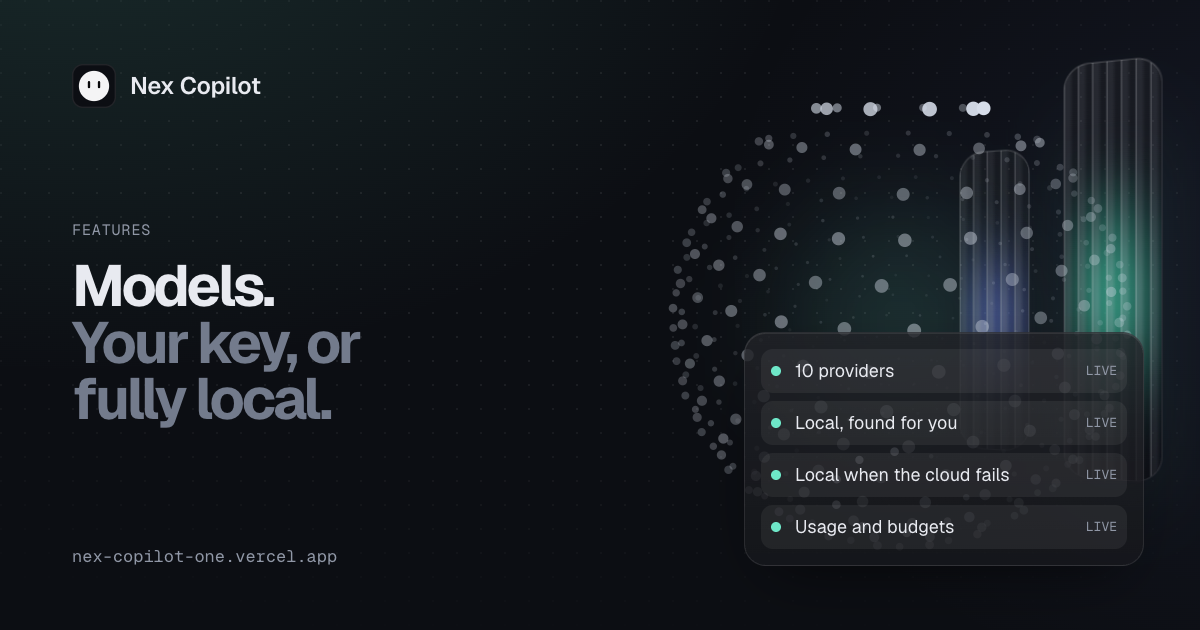 Nex Copilot
FEATURES
Models.
Your key, or
fully local.
10 providers LIVE
Local, found for you LIVE
Local when the cloud fails LIVE
Usage and budgets LIVE
nex-copilot-one.vercel.app